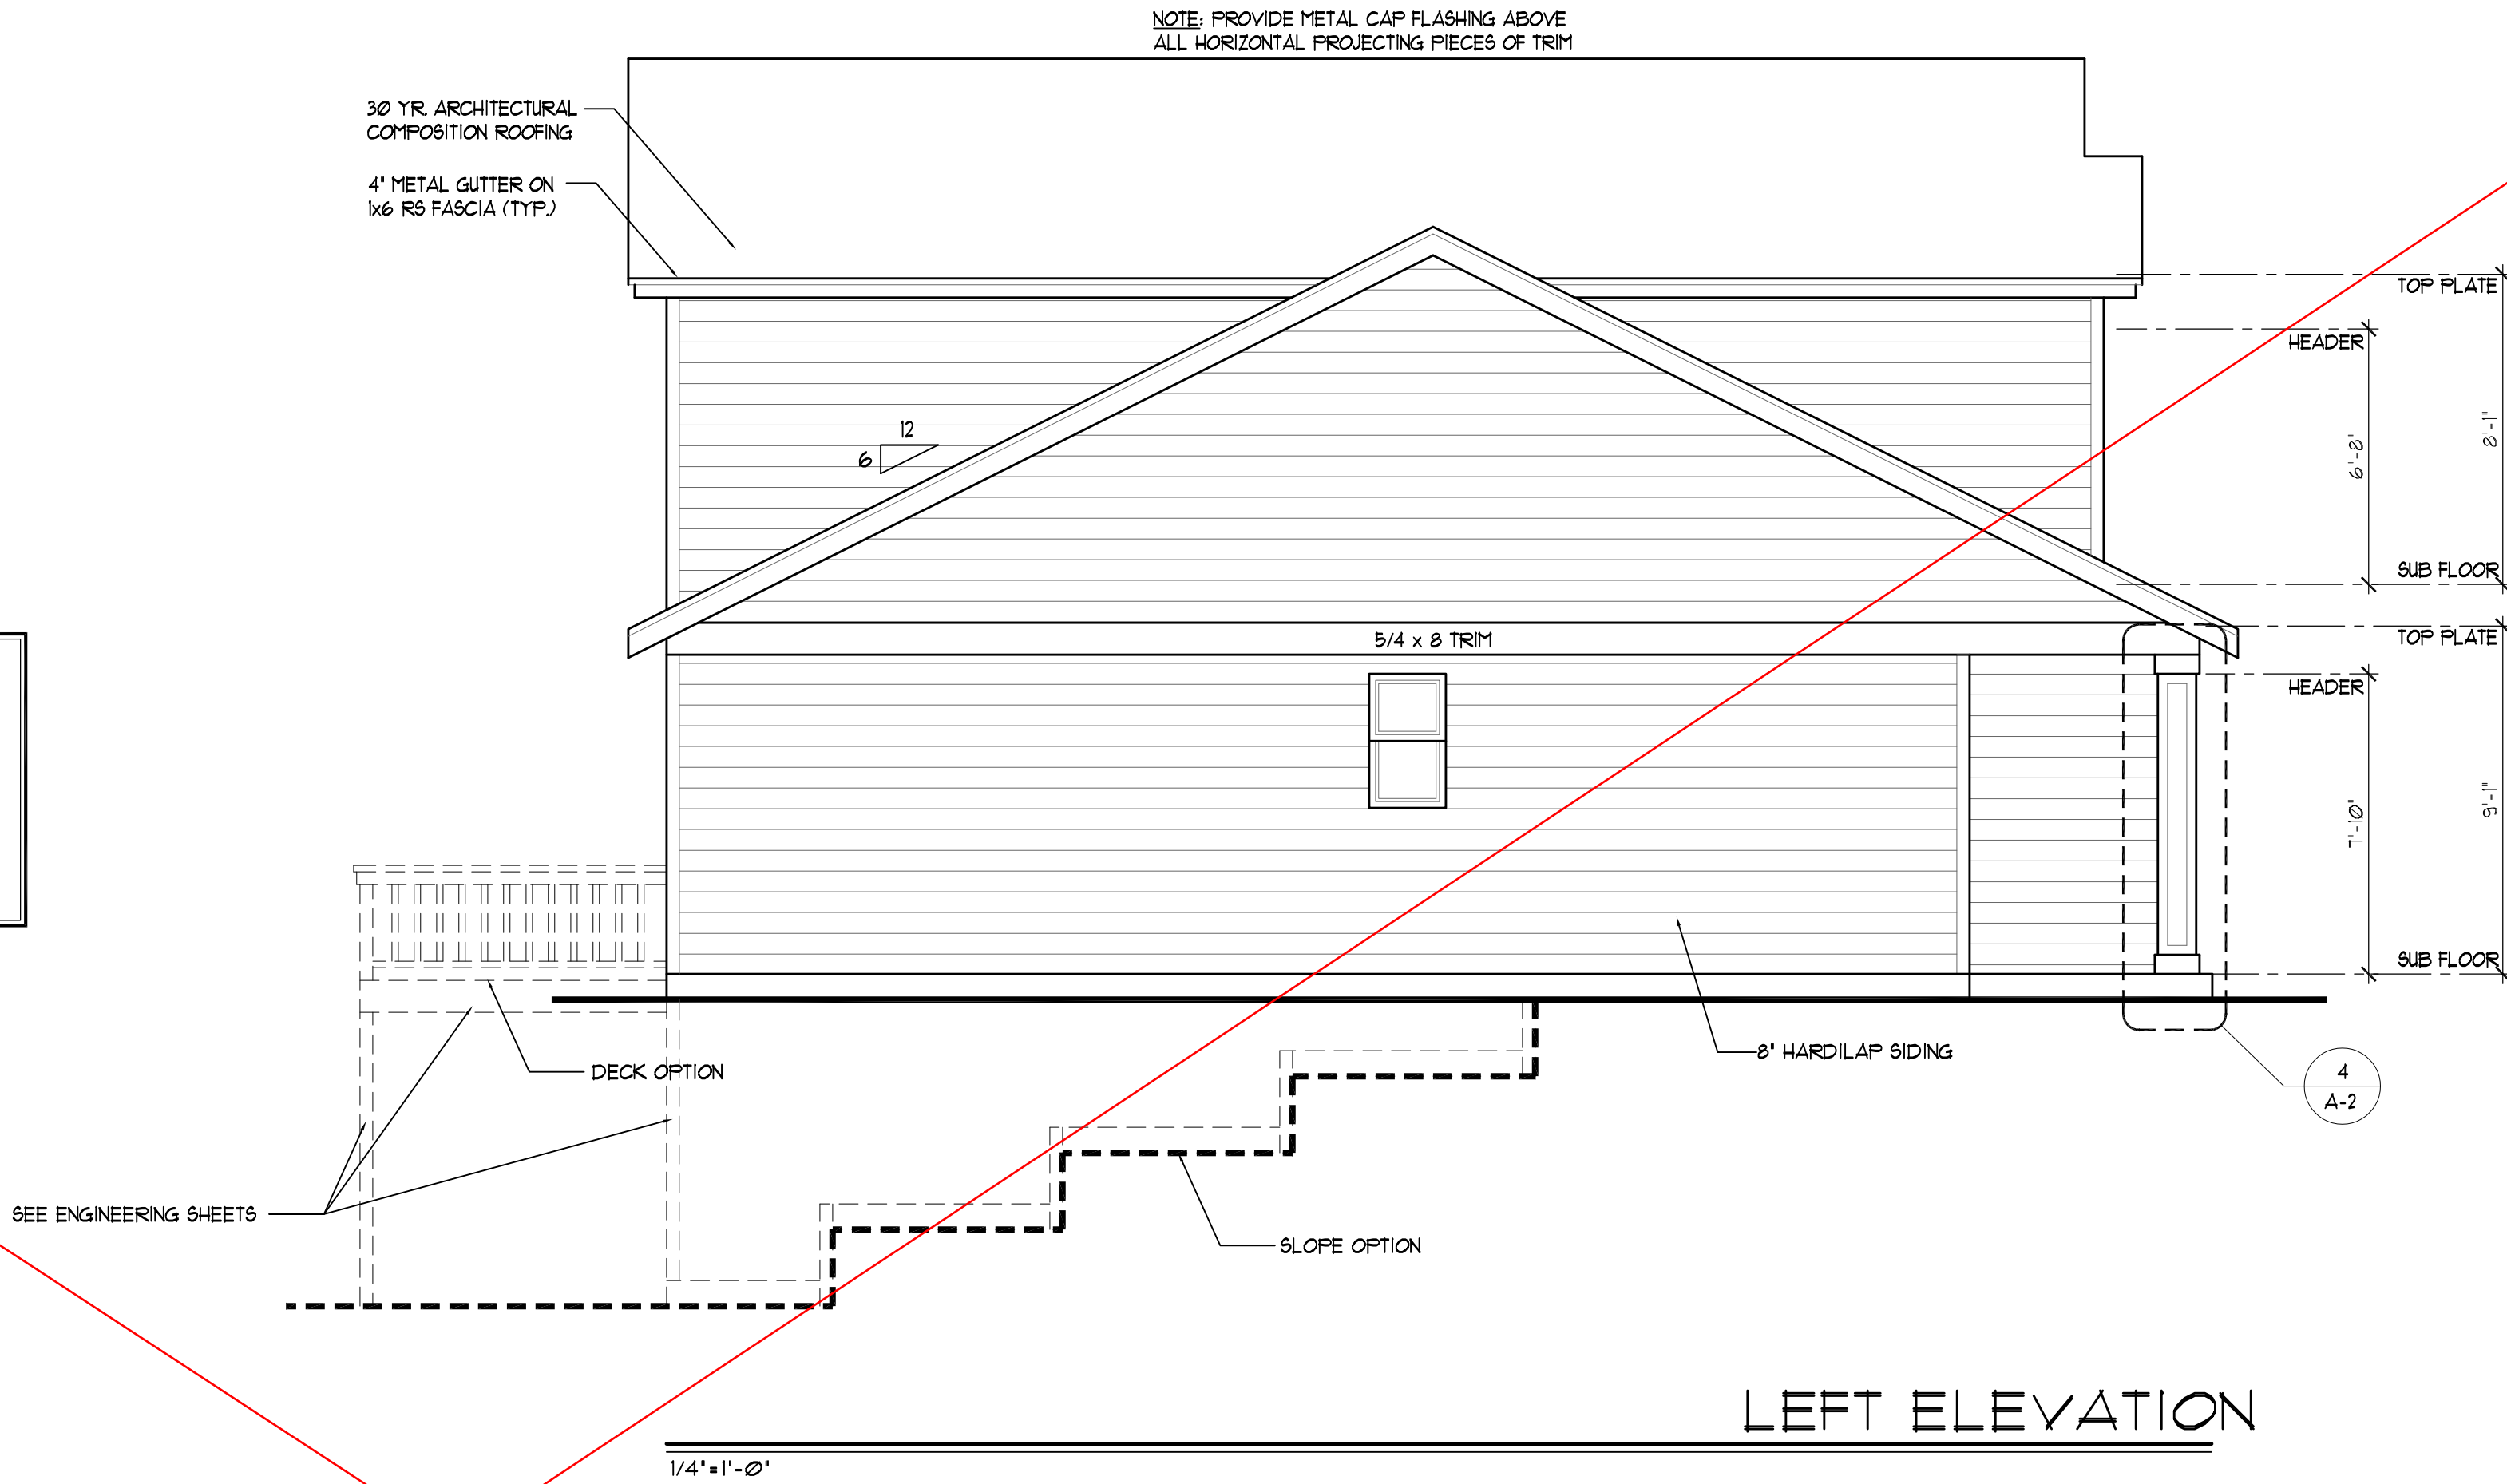 NOTE: PROVIDE METAL CAP FLASHING ABOVE
ALL HORIZONTAL PROJECTING PIECES OF TRIM
30 YR. ARCHITECTURAL
COMPOSITION ROOFING
4" METAL GUTTER ON
1x6 RS FASCIA (TYP.)
TOP PLATE
HEADER
12
6
6'-8"
8'-1"
SUB FLOOR
5/4 x 8 TRIM
TOP PLATE
HEADER
7'-10"
9'-1"
SUB FLOOR
DECK OPTION
8" HARDILAP SIDING
4
A-2
SEE ENGINEERING SHEETS
SLOPE OPTION
LEFT ELEVATION
1/4"=1'-0"